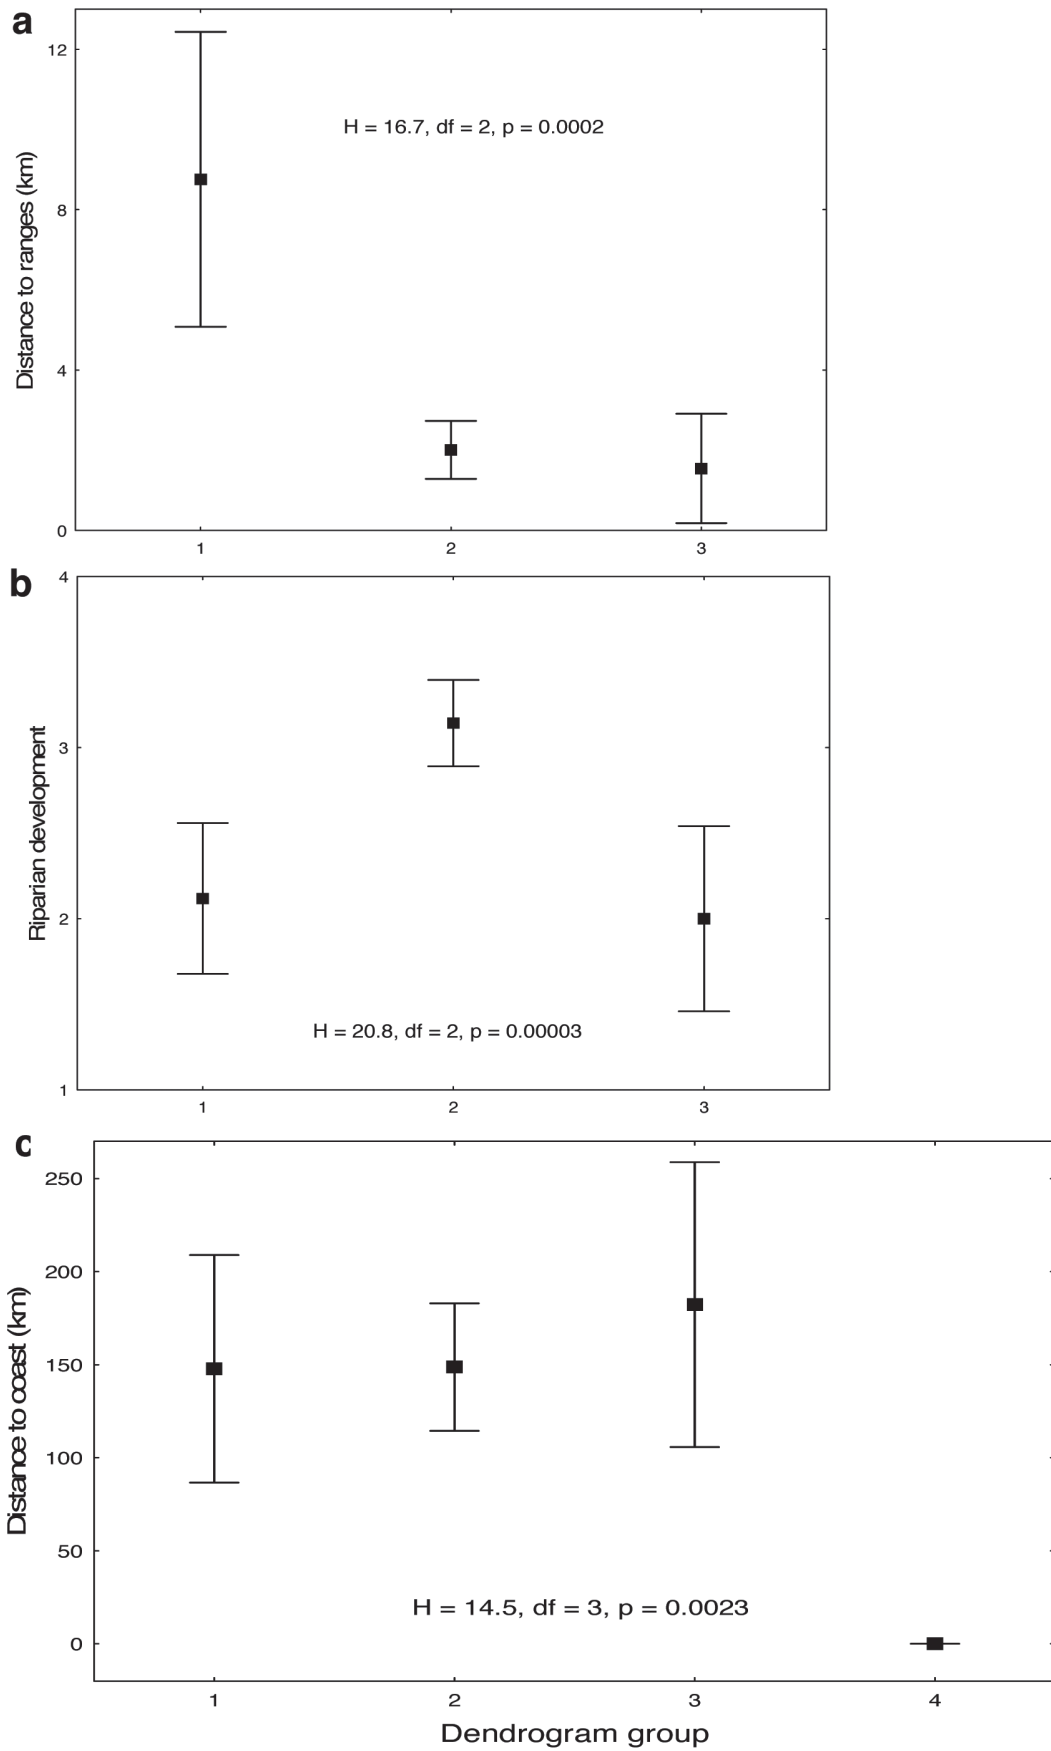 a
12
8
4
0
Distance to ranges (km)
H = 16.7, df = 2, p = 0.0002
1 2 3
b
4
3
2
1
Riparian development
H = 20.8, df = 2, p = 0.00003
1 2 3
c
250
200
150
100
50
0
Distance to coast (km)
H = 14.5, df = 3, p = 0.0023
1 2 3 4
Dendrogram group